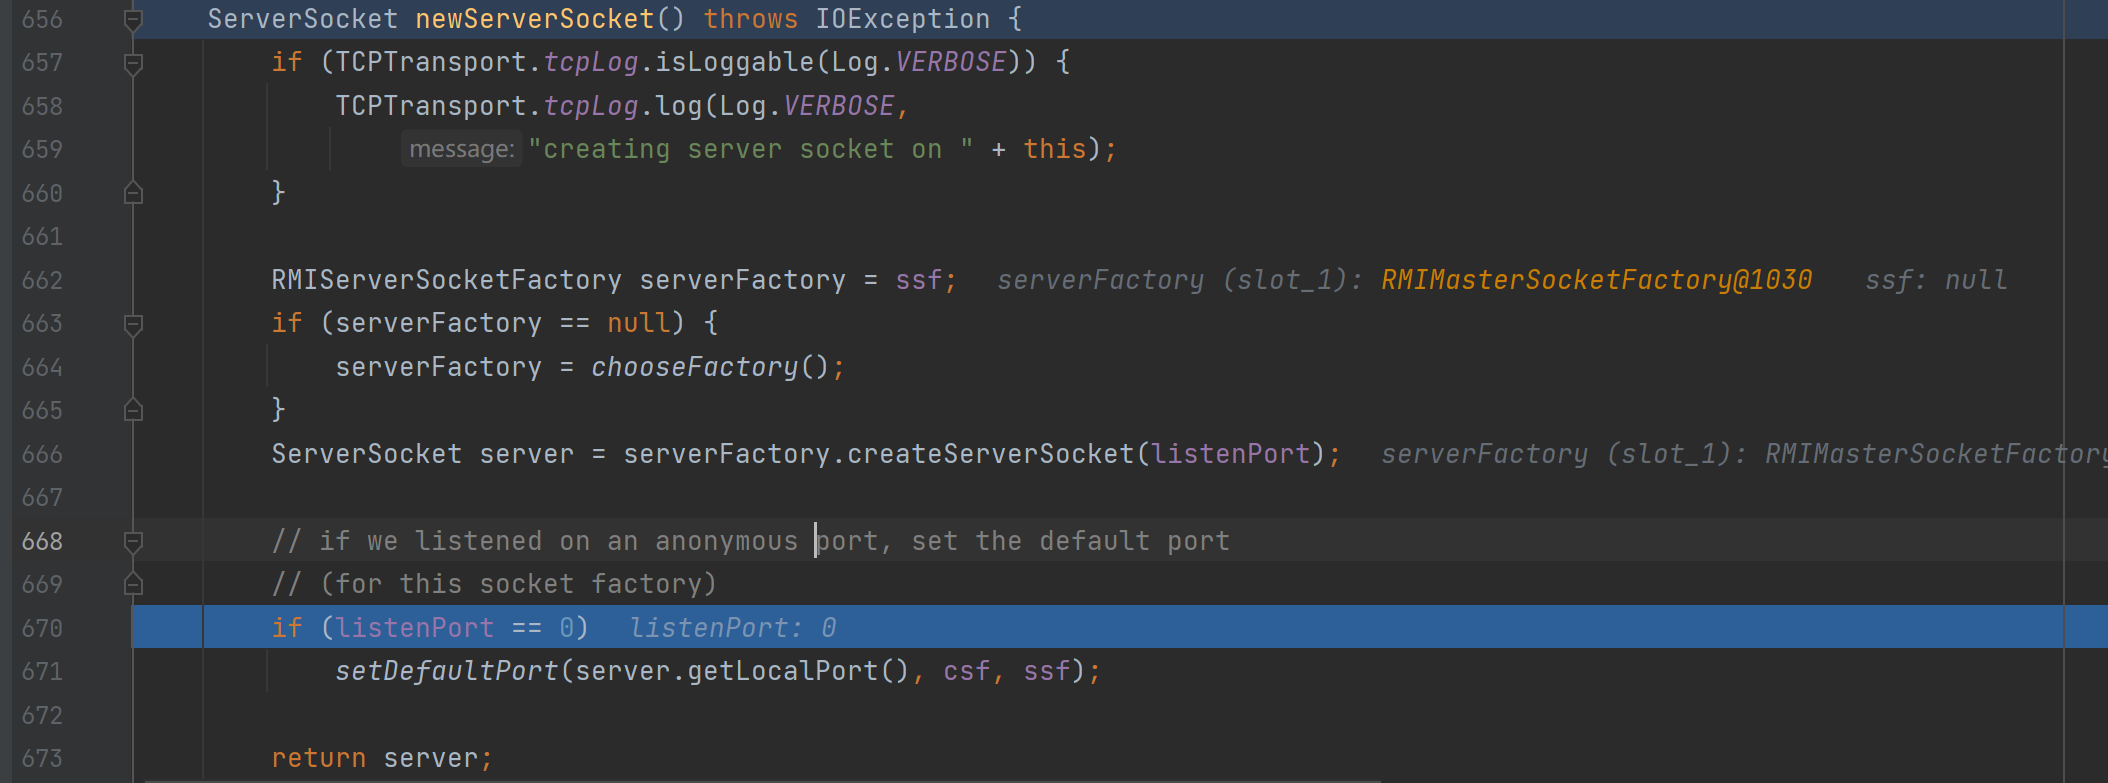 656 ServerSocket newServerSocket() throws IOException {
657 if (TCPTransport.tcpLog.isLoggable(Log.VERBOSE)) {
658 TCPTransport.tcpLog.log(Log.VERBOSE,
659 message: "creating server socket on " + this);
660 }
661
662 RMIServerSocketFactory serverFactory = ssf; serverFactory (slot_1): RMIMasterSocketFactory@1030 ssf: null
663 if (serverFactory == null) {
664 serverFactory = chooseFactory();
665 }
666 ServerSocket server = serverFactory.createServerSocket(listenPort); serverFactory (slot_1): RMIMasterSocketFactory
667
668 // if we listened on an anonymous port, set the default port
669 // (for this socket factory)
670 if (listenPort == 0) listenPort: 0
671 setDefaultPort(server.getLocalPort(), csf, ssf);
672
673 return server;